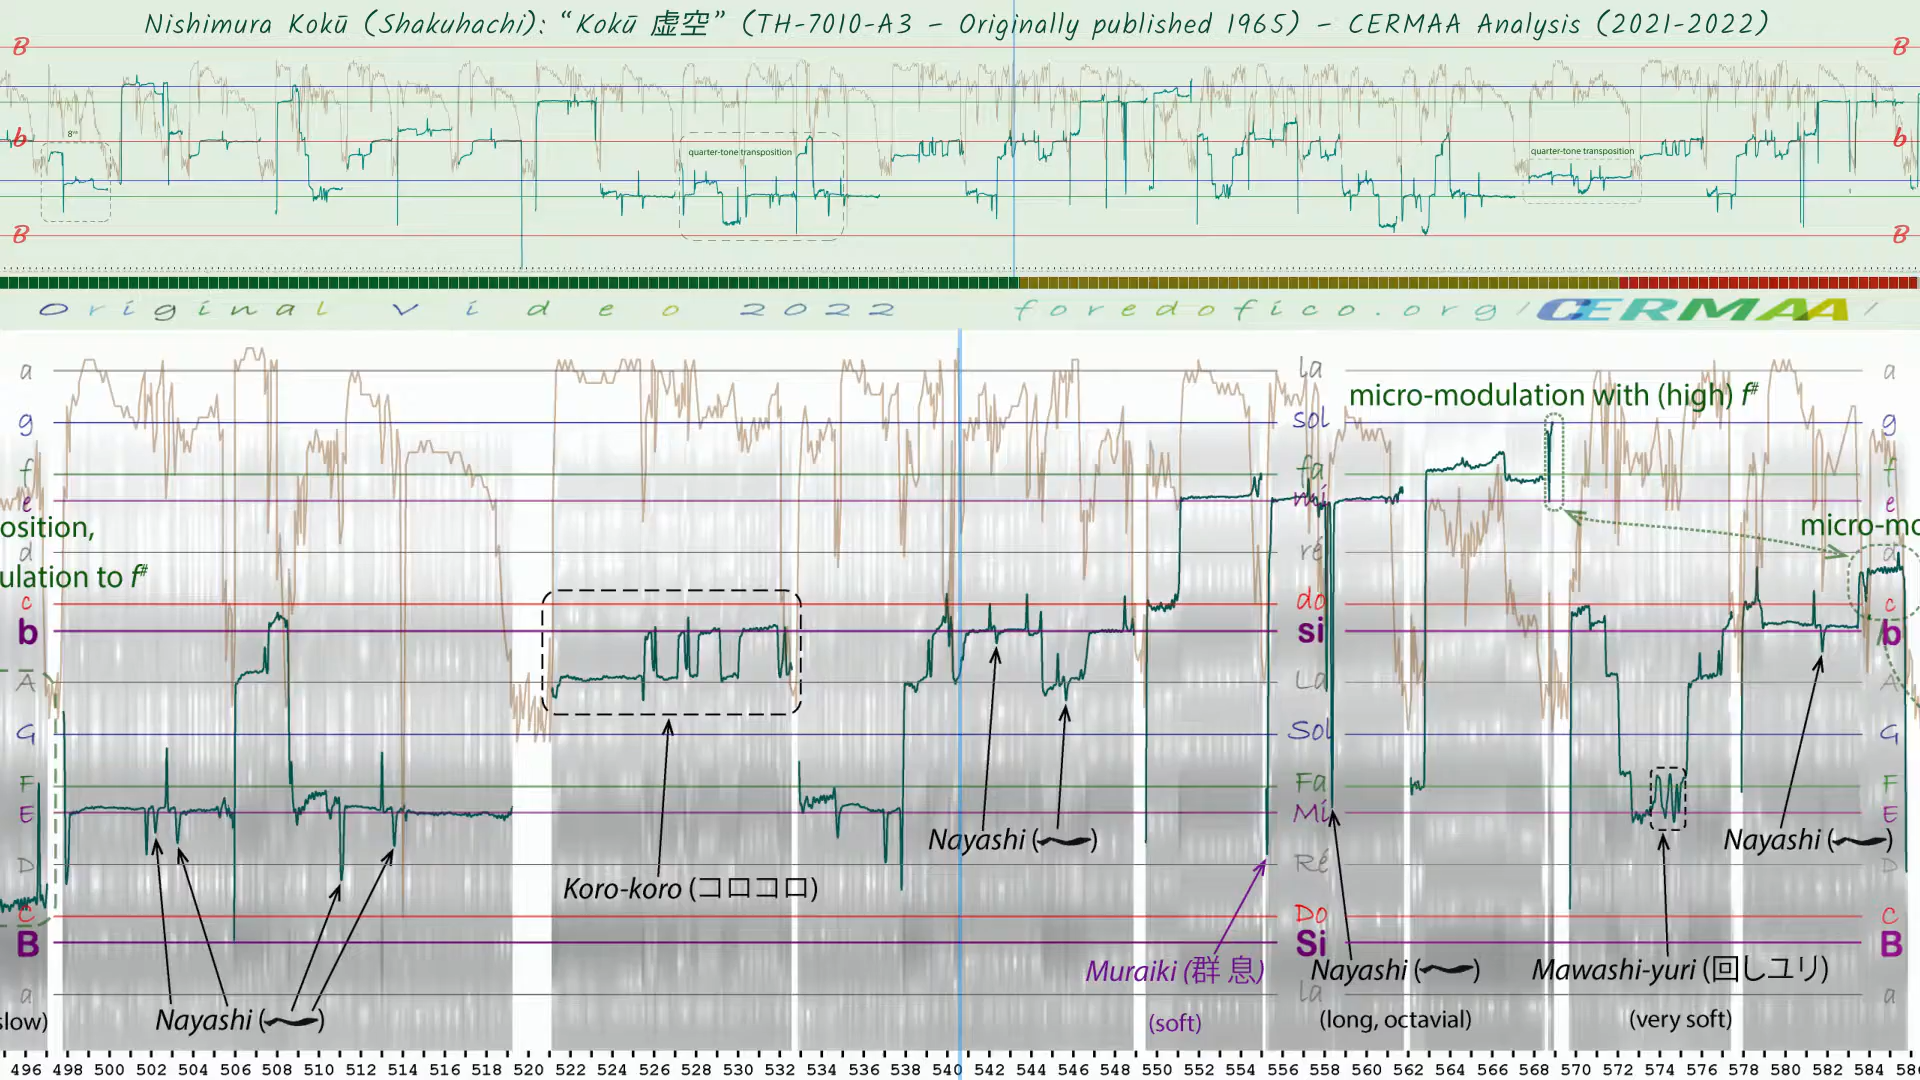 Nishimura Kokū (Shakuhachi): “Kokū 虚空” (TH-7010-A3 – Originally published 1965) – CERMAA Analysis (2021-2022)
B B
8va
b b
quarter-tone transposition quarter-tone transposition
B B
Original Video 2022 foredofico.org/CERMAA/
a la a
micro-modulation with (high) f#
g sol g
f fa f
e mi e
osition, micro-mo
d ré d
ulation to f#
c do c
b si b
A La A
G Sol G
F Fa F
E Mi E
Nayashi ( ) Nayashi ( )
D Ré D
Koro-koro (コロコロ)
C Do C
B Si B
Muraiki (群 息) Nayashi ( ) Mawashi-yuri (回しユリ)
a la a
slow) Nayashi ( ) (soft) (long, octavial) (very soft)
496 498 500 502 504 506 508 510 512 514 516 518 520 522 524 526 528 530 532 534 536 538 540 542 544 546 548 550 552 554 556 558 560 562 564 566 568 570 572 574 576 578 580 582 584 586